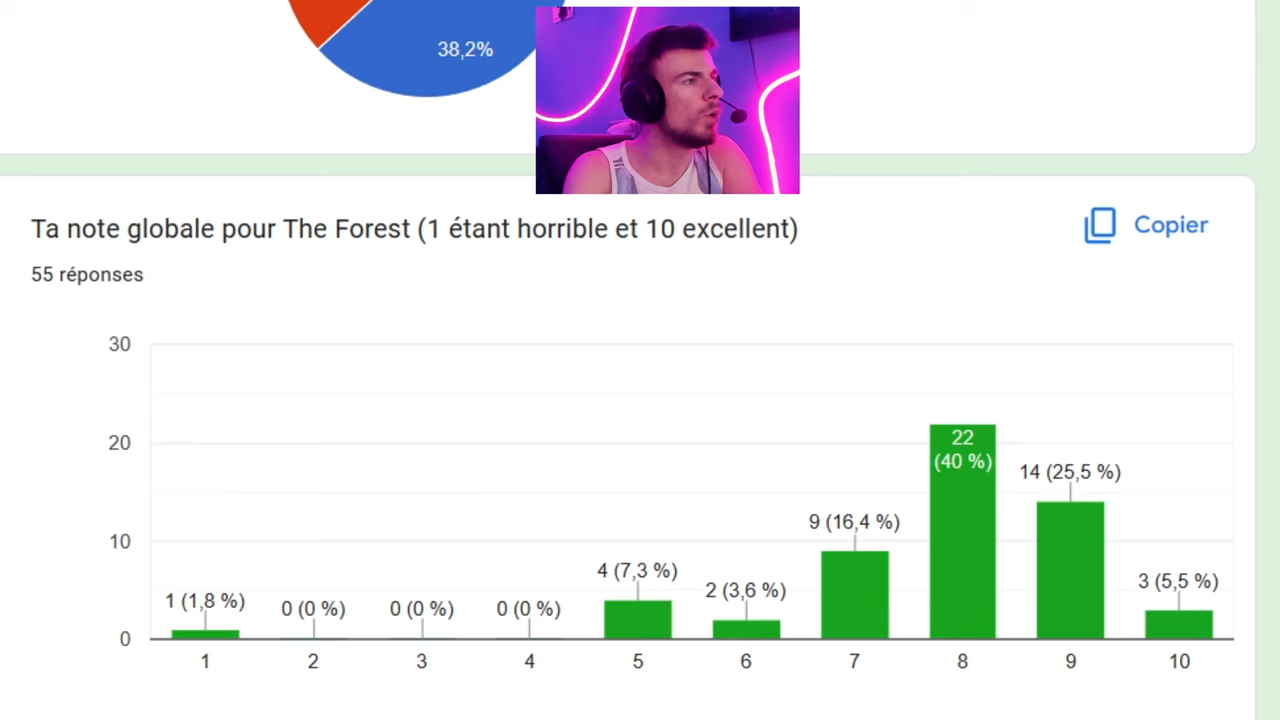 38,2%
Ta note globale pour The Forest (1 étant horrible et 10 excellent)
Copier
55 réponses
30
20
10
0
1 (1,8 %)
0 (0 %)
0 (0 %)
0 (0 %)
4 (7,3 %)
2 (3,6 %)
9 (16,4 %)
22
(40 %)
14 (25,5 %)
3 (5,5 %)
1
2
3
4
5
6
7
8
9
10